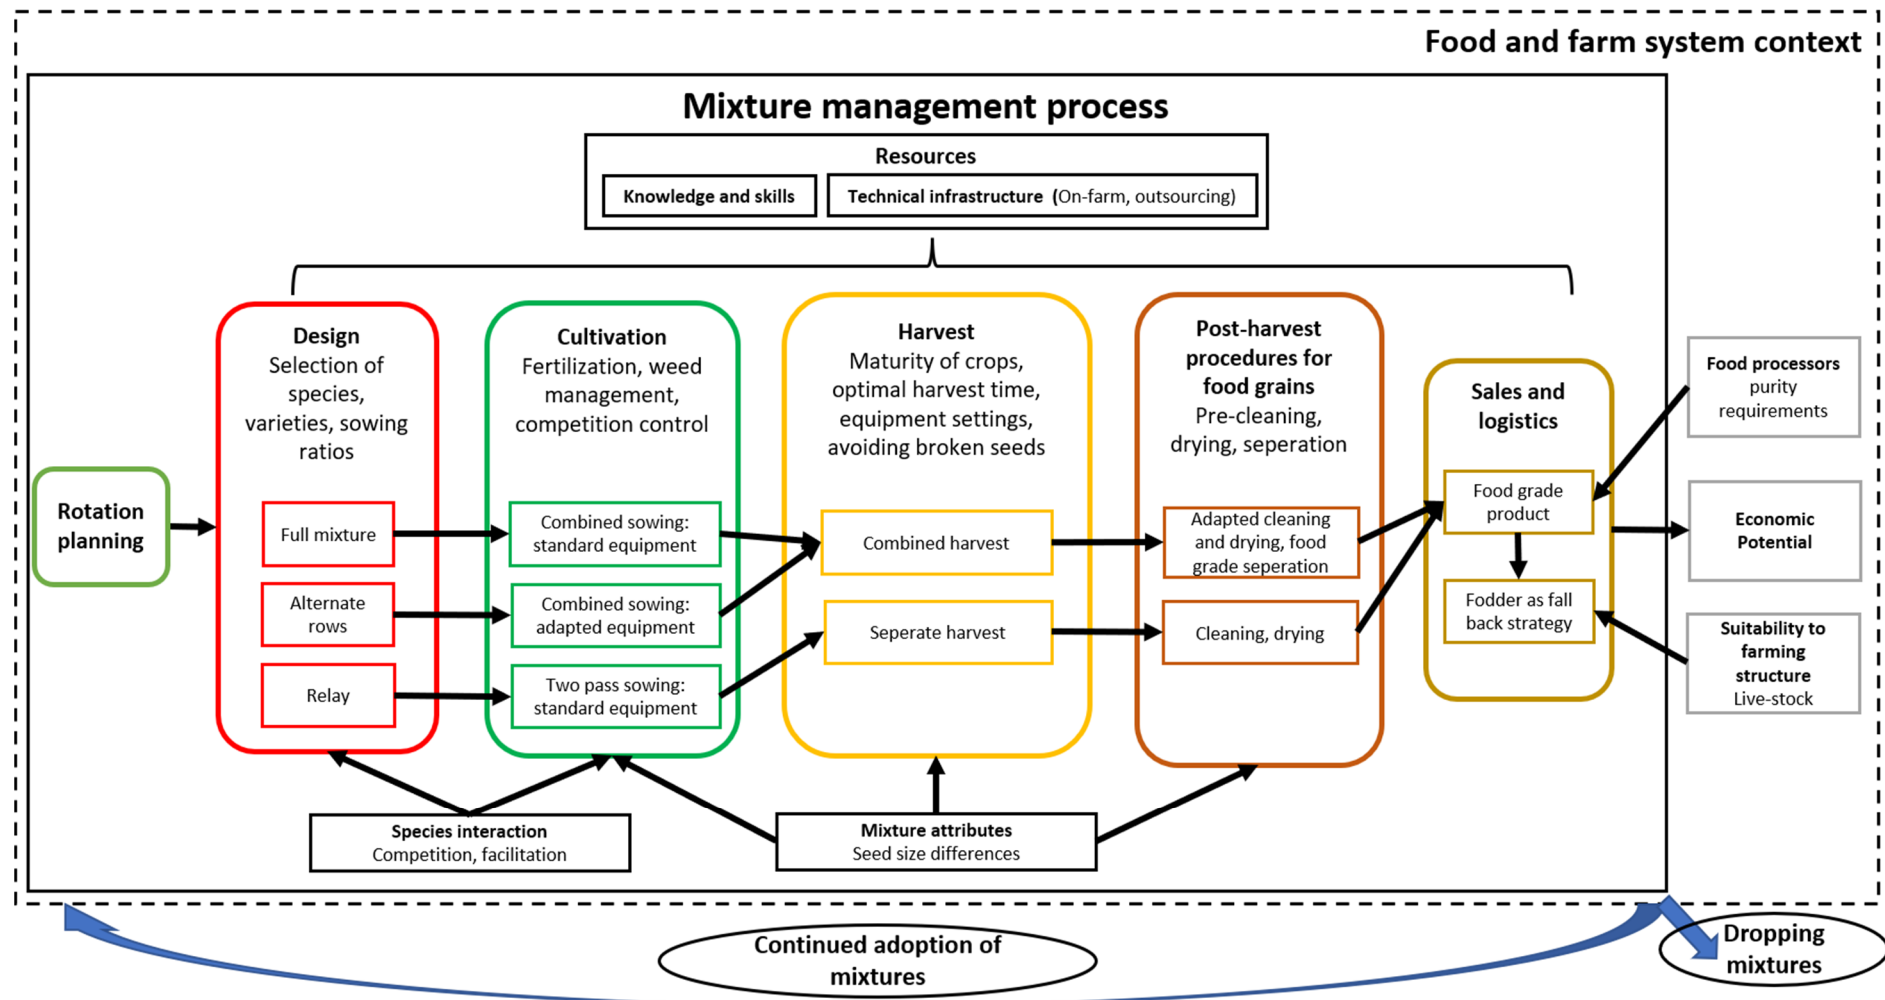 Food and farm system context
Mixture management process
Resources
Knowledge and skills
Technical infrastructure (On-farm, outsourcing)
Rotation
planning
Design
Selection of
species,
varieties, sowing
ratios
Full mixture
Alternate
rows
Relay
Cultivation
Fertilization, weed
management,
competition control
Combined sowing:
standard equipment
Combined sowing:
adapted equipment
Two pass sowing:
standard equipment
Harvest
Maturity of crops,
optimal harvest time,
equipment settings,
avoiding broken seeds
Combined harvest
Seperate harvest
Post-harvest
procedures for
food grains
Pre-cleaning,
drying, seperation
Adapted cleaning
and drying, food
grade seperation
Cleaning, drying
Sales and
logistics
Food grade
product
Fodder as fall
back strategy
Food processors
purity
requirements
Economic
Potential
Suitability to
farming
structure
Live-stock
Species interaction
Competition, facilitation
Mixture attributes
Seed size differences
Continued adoption of
mixtures
Dropping
mixtures